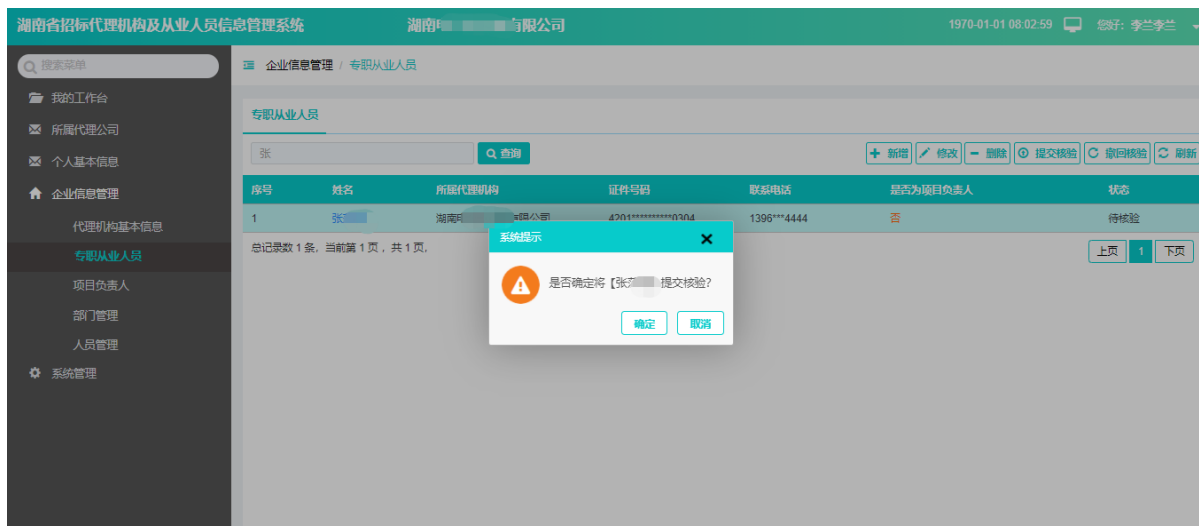 湖南省招标代理机构及从业人员信息管理系统 湖南 有限公司 1970-01-01 08:02:59 您好: 李兰李兰
搜索菜单
企业信息管理 / 专职从业人员
我的工作台
所属代理公司
个人基本信息
企业信息管理
代理机构基本信息
专职从业人员
项目负责人
部门管理
人员管理
系统管理
专职从业人员
张 查询 新增 修改 删除 提交核验 撤回核验 刷新
序号 姓名 所属代理机构 证件号码 联系电话 是否为项目负责人 状态
1 张 湖南 有限公司 4201**********0304 1396***4444 否 待核验
总记录数 1 条, 当前第 1 页, 共 1 页,
上页 1 下页
系统提示
是否确定将【张 提交核验?
确定 取消